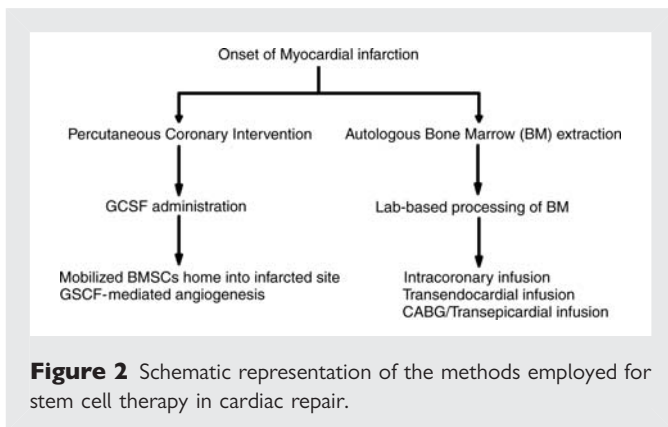 Onset of Myocardial infarction
Percutaneous Coronary Intervention
Autologous Bone Marrow (BM) extraction
GCSF administration
Lab-based processing of BM
Mobilized BMSCs home into infarcted site
GSCF-mediated angiogenesis
Intracoronary infusion
Transendocardial infusion
CABG/Transepicardial infusion
Figure 2 Schematic representation of the methods employed for
stem cell therapy in cardiac repair.